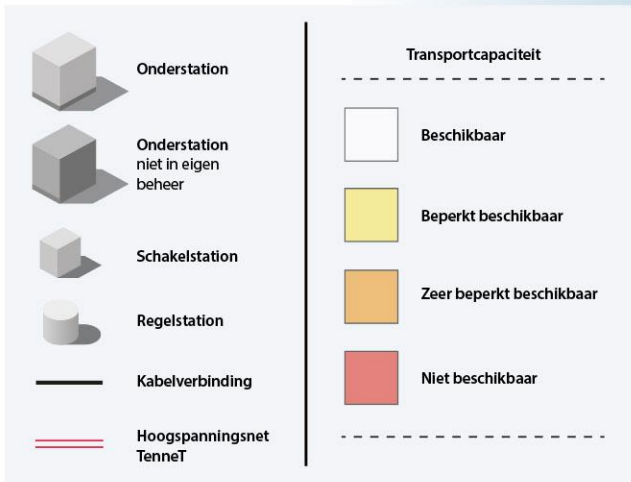 Onderstation
Onderstation
niet in eigen
beheer
Schakelstation
Regelstation
Kabelverbinding
Hoogspanningsnet
TenneT
Transportcapaciteit
Beschikbaar
Beperkt beschikbaar
Zeer beperkt beschikbaar
Niet beschikbaar